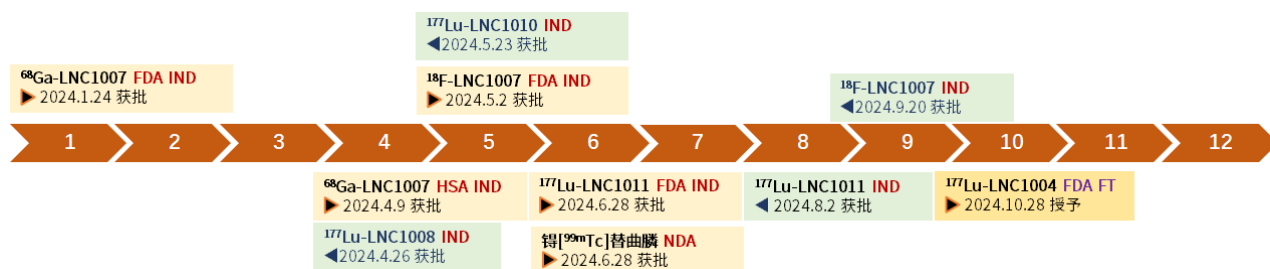 ¹⁷⁷Lu-LNC1010 IND
◀2024.5.23 获批
⁶⁸Ga-LNC1007 FDA IND
▶ 2024.1.24 获批
¹⁸F-LNC1007 FDA IND
▶ 2024.5.2 获批
¹⁸F-LNC1007 IND
◀2024.9.20 获批
1 2 3 4 5 6 7 8 9 10 11 12
⁶⁸Ga-LNC1007 HSA IND
▶ 2024.4.9 获批
¹⁷⁷Lu-LNC1011 FDA IND
▶ 2024.6.28 获批
¹⁷⁷Lu-LNC1011 IND
◀ 2024.8.2 获批
¹⁷⁷Lu-LNC1004 FDA FT
▶ 2024.10.28 授予
¹⁷⁷Lu-LNC1008 IND
◀2024.4.26 获批
锝[⁹⁹ᵐTc]替曲膦 NDA
▶ 2024.6.28 获批